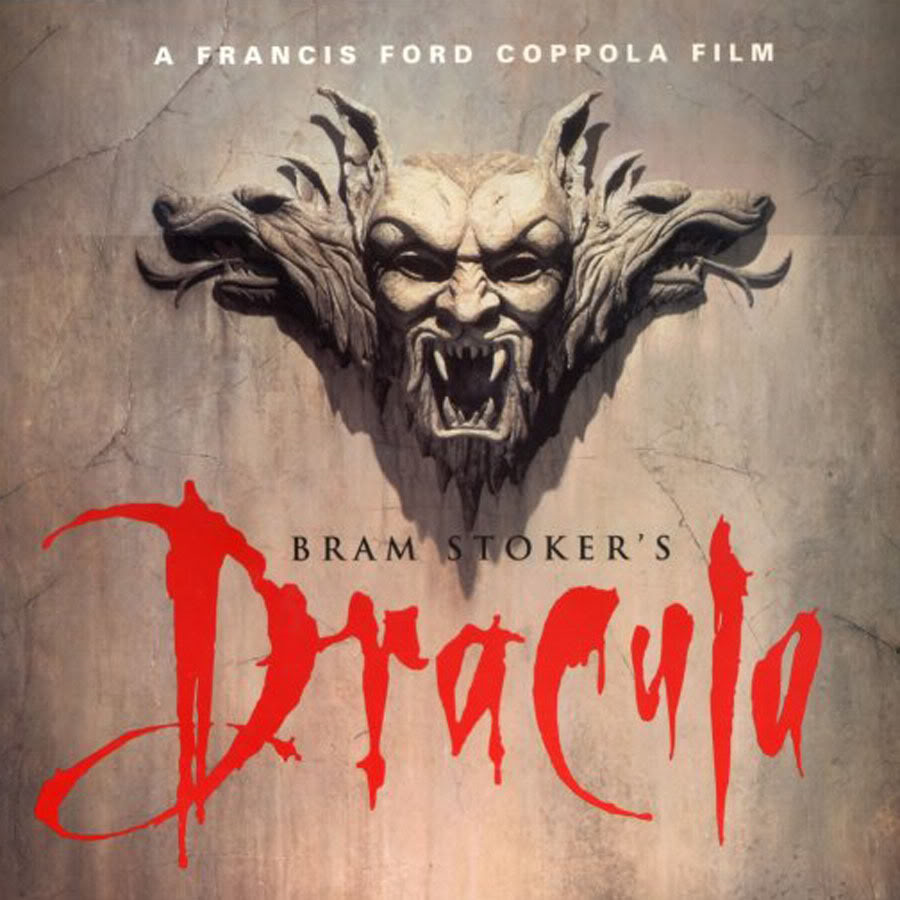 A FRANCIS FORD COPPOLA FILM
BRAM STOKER'S
Dracula